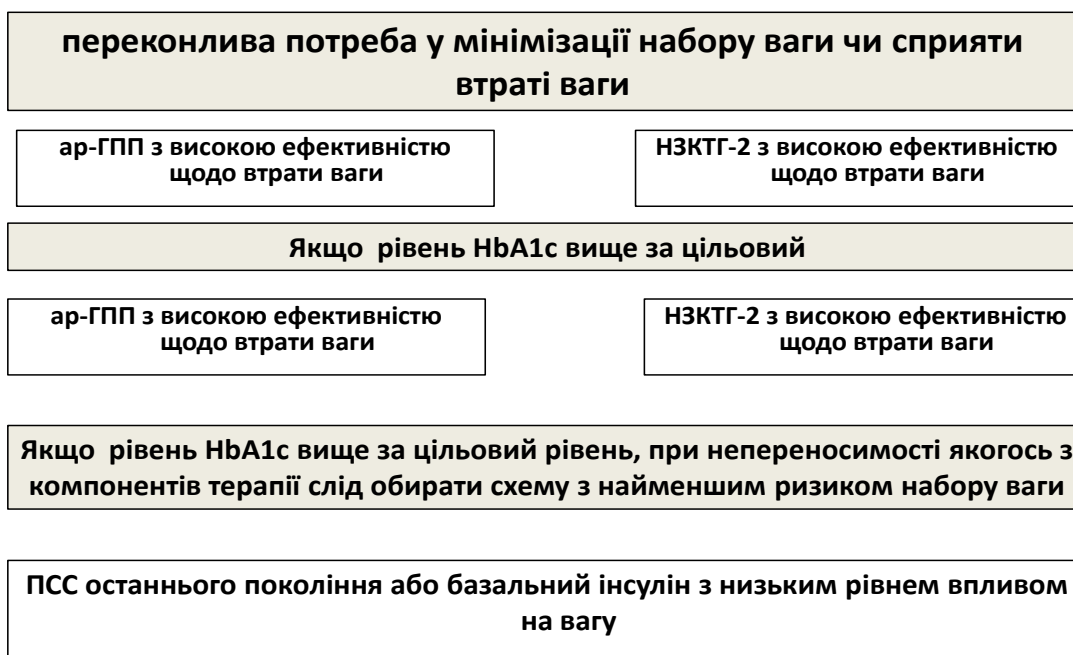 переконлива потреба у мінімізації набору ваги чи сприяти
втраті ваги
ар-ГПП з високою ефективністю
щодо втрати ваги
НЗКТГ-2 з високою ефективністю
щодо втрати ваги
Якщо рівень HbA1c вище за цільовий
ар-ГПП з високою ефективністю
щодо втрати ваги
НЗКТГ-2 з високою ефективністю
щодо втрати ваги
Якщо рівень HbA1c вище за цільовий рівень, при непереносимості якогось з
компонентів терапії слід обирати схему з найменшим ризиком набору ваги
ПСС останнього покоління або базальний інсулін з низьким рівнем впливом
на вагу